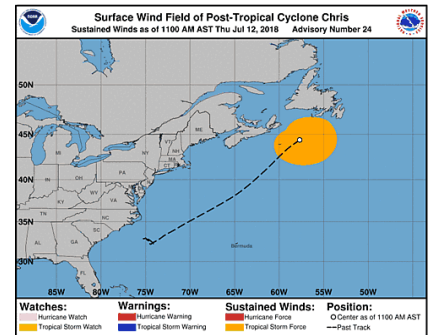 Surface Wind Field of Post-Tropical Cyclone Chris
Sustained Winds as of 1100 AM AST Thu Jul 12, 2018 Advisory Number 24
50N
45N
40N
35N
30N
ME
VT
NH
NY
MA
CT
MI
PA
IN
OH
WV
KY
VA
TN
NC
SC
AL
GA
FL
Bermuda
85W 80W 75W 70W 65W 60W 55W 50W
Watches: Warnings: Sustained Winds: Position:
Hurricane Watch Hurricane Warning Hurricane Force Center as of 1100 AM AST
Tropical Storm Watch Tropical Storm Warning Tropical Storm Force Past Track